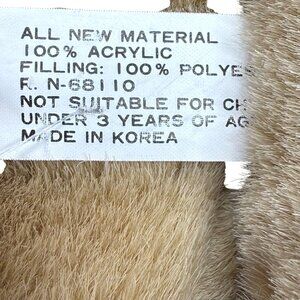 ALL NEW MATERIAL
100% ACRYLIC
FILLING: 100% POLYE
R. N-68110
NOT SUITABLE FOR CH
UNDER 3 YEARS OF AG
MADE IN KOREA